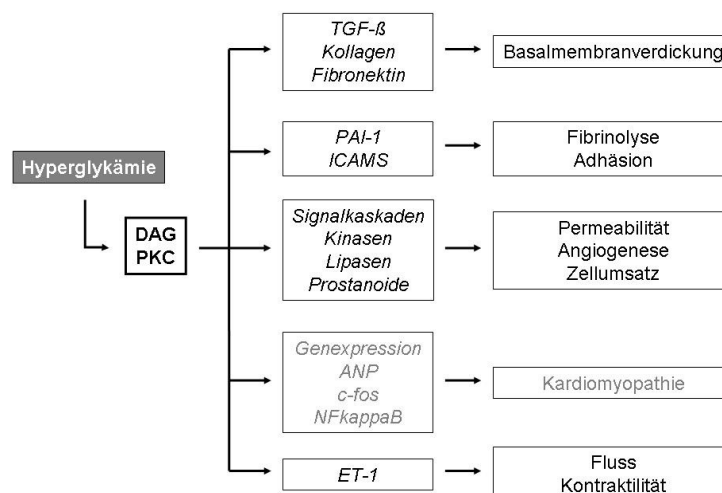 Hyperglykämie
DAG
PKC
TGF-ß
Kollagen
Fibronektin
Basalmembranverdickung
PAI-1
ICAMS
Fibrinolyse
Adhäsion
Signalkaskaden
Kinasen
Lipasen
Prostanoide
Permeabilität
Angiogenese
Zellumsatz
Genexpression
ANP
c-fos
NFkappaB
Kardiomyopathie
ET-1
Fluss
Kontraktilität